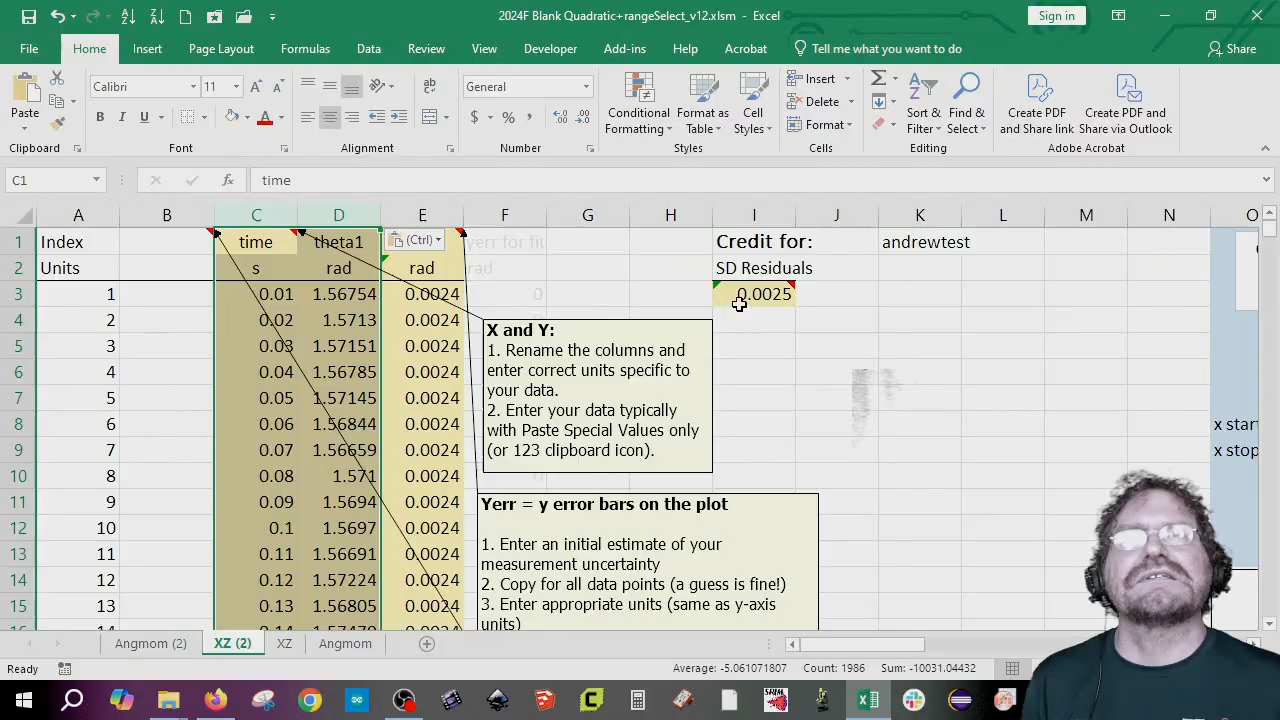 2024F Blank Quadratic+rangeSelect_v12.xlsm - Excel
Sign in
File Home Insert Page Layout Formulas Data Review View Developer Add-ins Help Acrobat Tell me what you want to do Share
Paste
Calibri 11
B I U
General
$ % ,
Conditional Formatting
Format as Table
Cell Styles
Insert
Delete
Format
Sort & Filter
Find & Select
Create PDF and Share link
Create PDF and Share via Outlook
Clipboard Font Alignment Number Styles Cells Editing Adobe Acrobat
C1 fx time
A B C D E F G H I J K L M N O
1 Index time theta1 (Ctrl) yerr for fit Credit for: andrewtest
2 Units s rad rad rad SD Residuals
3 1 0.01 1.56754 0.0024 0 0.0025
4 2 0.02 1.5713 0.0024
5 3 0.03 1.57151 0.0024
6 4 0.04 1.56785 0.0024
7 5 0.05 1.57145 0.0024
8 6 0.06 1.56844 0.0024 x star
9 7 0.07 1.56659 0.0024 x stop
10 8 0.08 1.571 0.0024 0
11 9 0.09 1.5694 0.0024
12 10 0.1 1.5697 0.0024
13 11 0.11 1.56691 0.0024
14 12 0.12 1.57224 0.0024
15 13 0.13 1.56805 0.0024
X and Y:
1. Rename the columns and
enter correct units specific to
your data.
2. Enter your data typically
with Paste Special Values only
(or 123 clipboard icon).
Yerr = y error bars on the plot
1. Enter an initial estimate of your
measurement uncertainty
2. Copy for all data points (a guess is fine!)
3. Enter appropriate units (same as y-axis
units)
Angmom (2) XZ (2) XZ Angmom
Ready Average: -5.061071807 Count: 1986 Sum: -10031.04432